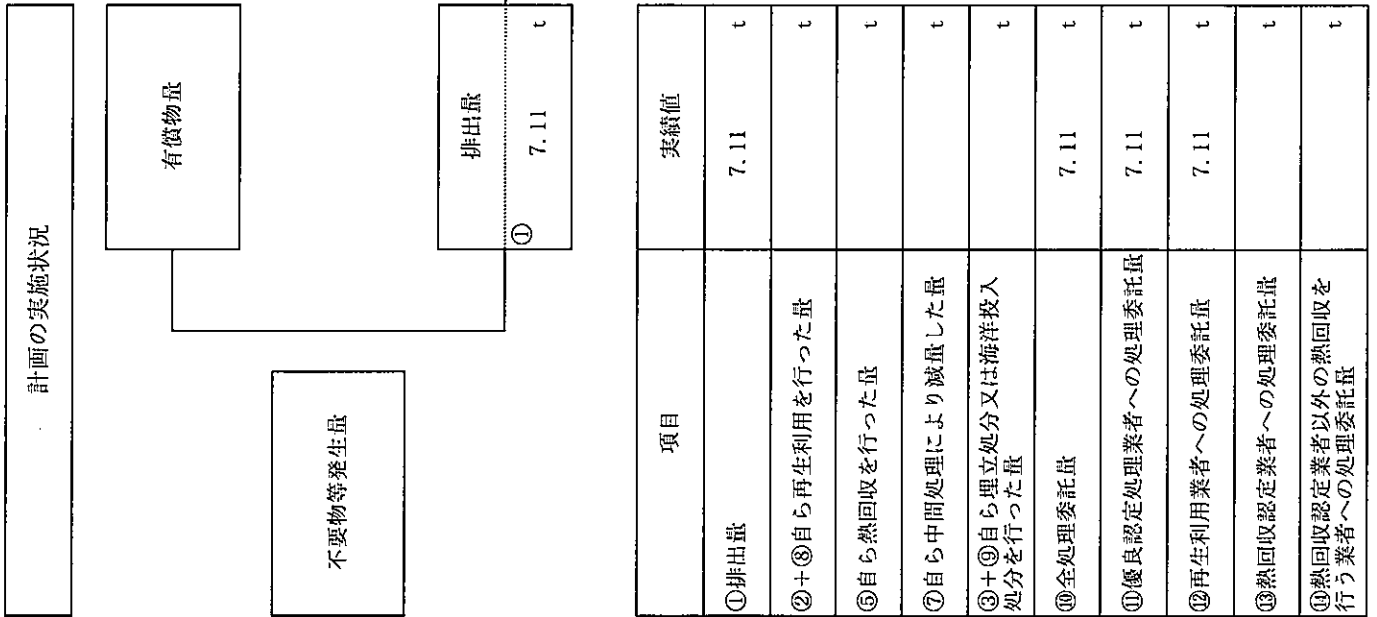 計画の実施状況
有償物量
不要物等発生量
排出量
① 7.11 t
項目 実績値
①排出量 7.11 t
②+⑧自ら再生利用を行った量 t
⑤自ら熱回収を行った量 t
⑦自ら中間処理により減量した量 t
③+⑨自ら埋立処分又は海洋投入
処分を行った量 t
⑩全処理委託量 7.11 t
⑪優良認定処理業者への処理委託量 7.11 t
⑫再生利用業者への処理委託量 7.11 t
⑬熱回収認定業者への処理委託量 t
⑭熱回収認定業者以外の熱回収を
行う業者への処理委託量 t